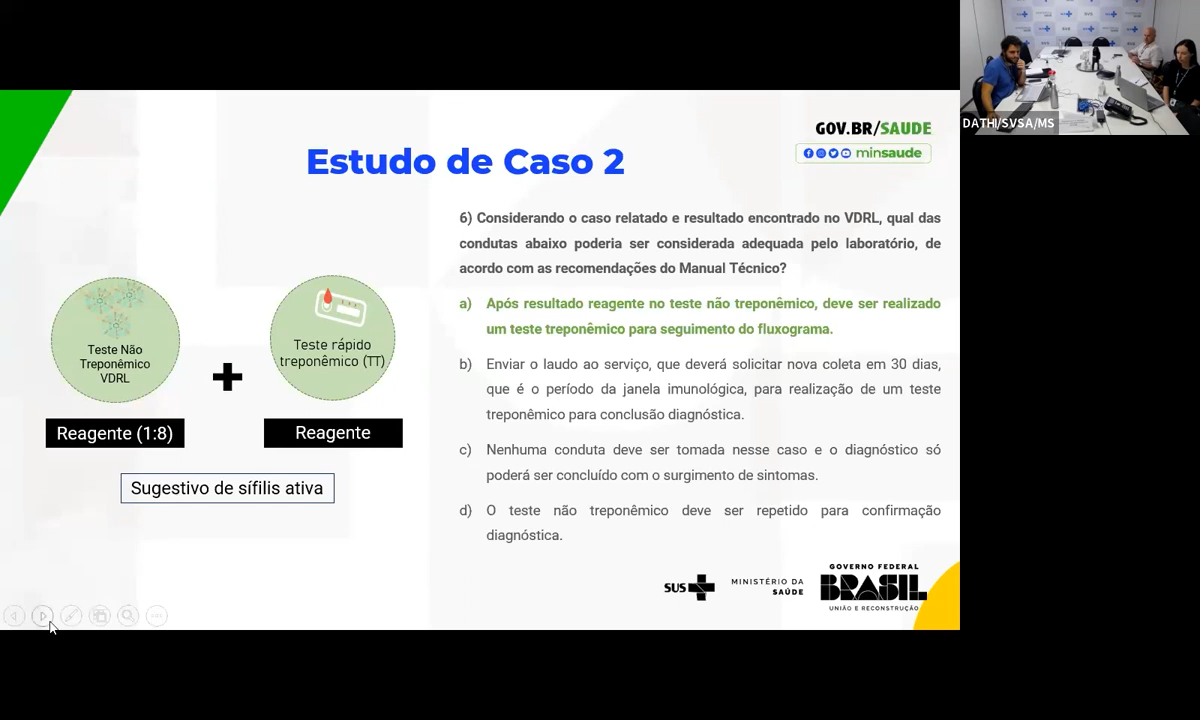 DATHI/SVSA/MS
GOV.BR/SAUDE
minsaude
Estudo de Caso 2
6) Considerando o caso relatado e resultado encontrado no VDRL, qual das
condutas abaixo poderia ser considerada adequada pelo laboratório, de
acordo com as recomendações do Manual Técnico?
a) Após resultado reagente no teste não treponêmico, deve ser realizado
um teste treponêmico para seguimento do fluxograma.
b) Enviar o laudo ao serviço, que deverá solicitar nova coleta em 30 dias,
que é o período da janela imunológica, para realização de um teste
treponêmico para conclusão diagnóstica.
c) Nenhuma conduta deve ser tomada nesse caso e o diagnóstico só
poderá ser concluído com o surgimento de sintomas.
d) O teste não treponêmico deve ser repetido para confirmação
diagnóstica.
Teste Não
Treponêmico
VDRL
+
Teste rápido
treponêmico (TT)
Reagente (1:8)
Reagente
Sugestivo de sífilis ativa
SUS
MINISTÉRIO DA
SAÚDE
GOVERNO FEDERAL
BRASIL
UNIÃO E RECONSTRUÇÃO